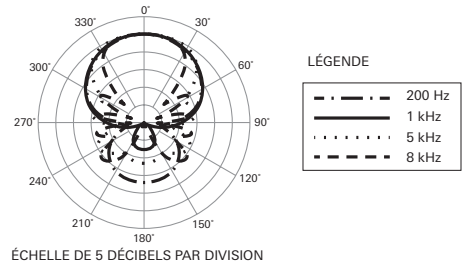 0˚
330˚ 30˚
300˚ 60˚
270˚ 90˚
240˚ 120˚
210˚ 150˚
180˚
ÉCHELLE DE 5 DÉCIBELS PAR DIVISION
LÉGENDE
200 Hz
1 kHz
5 kHz
8 kHz